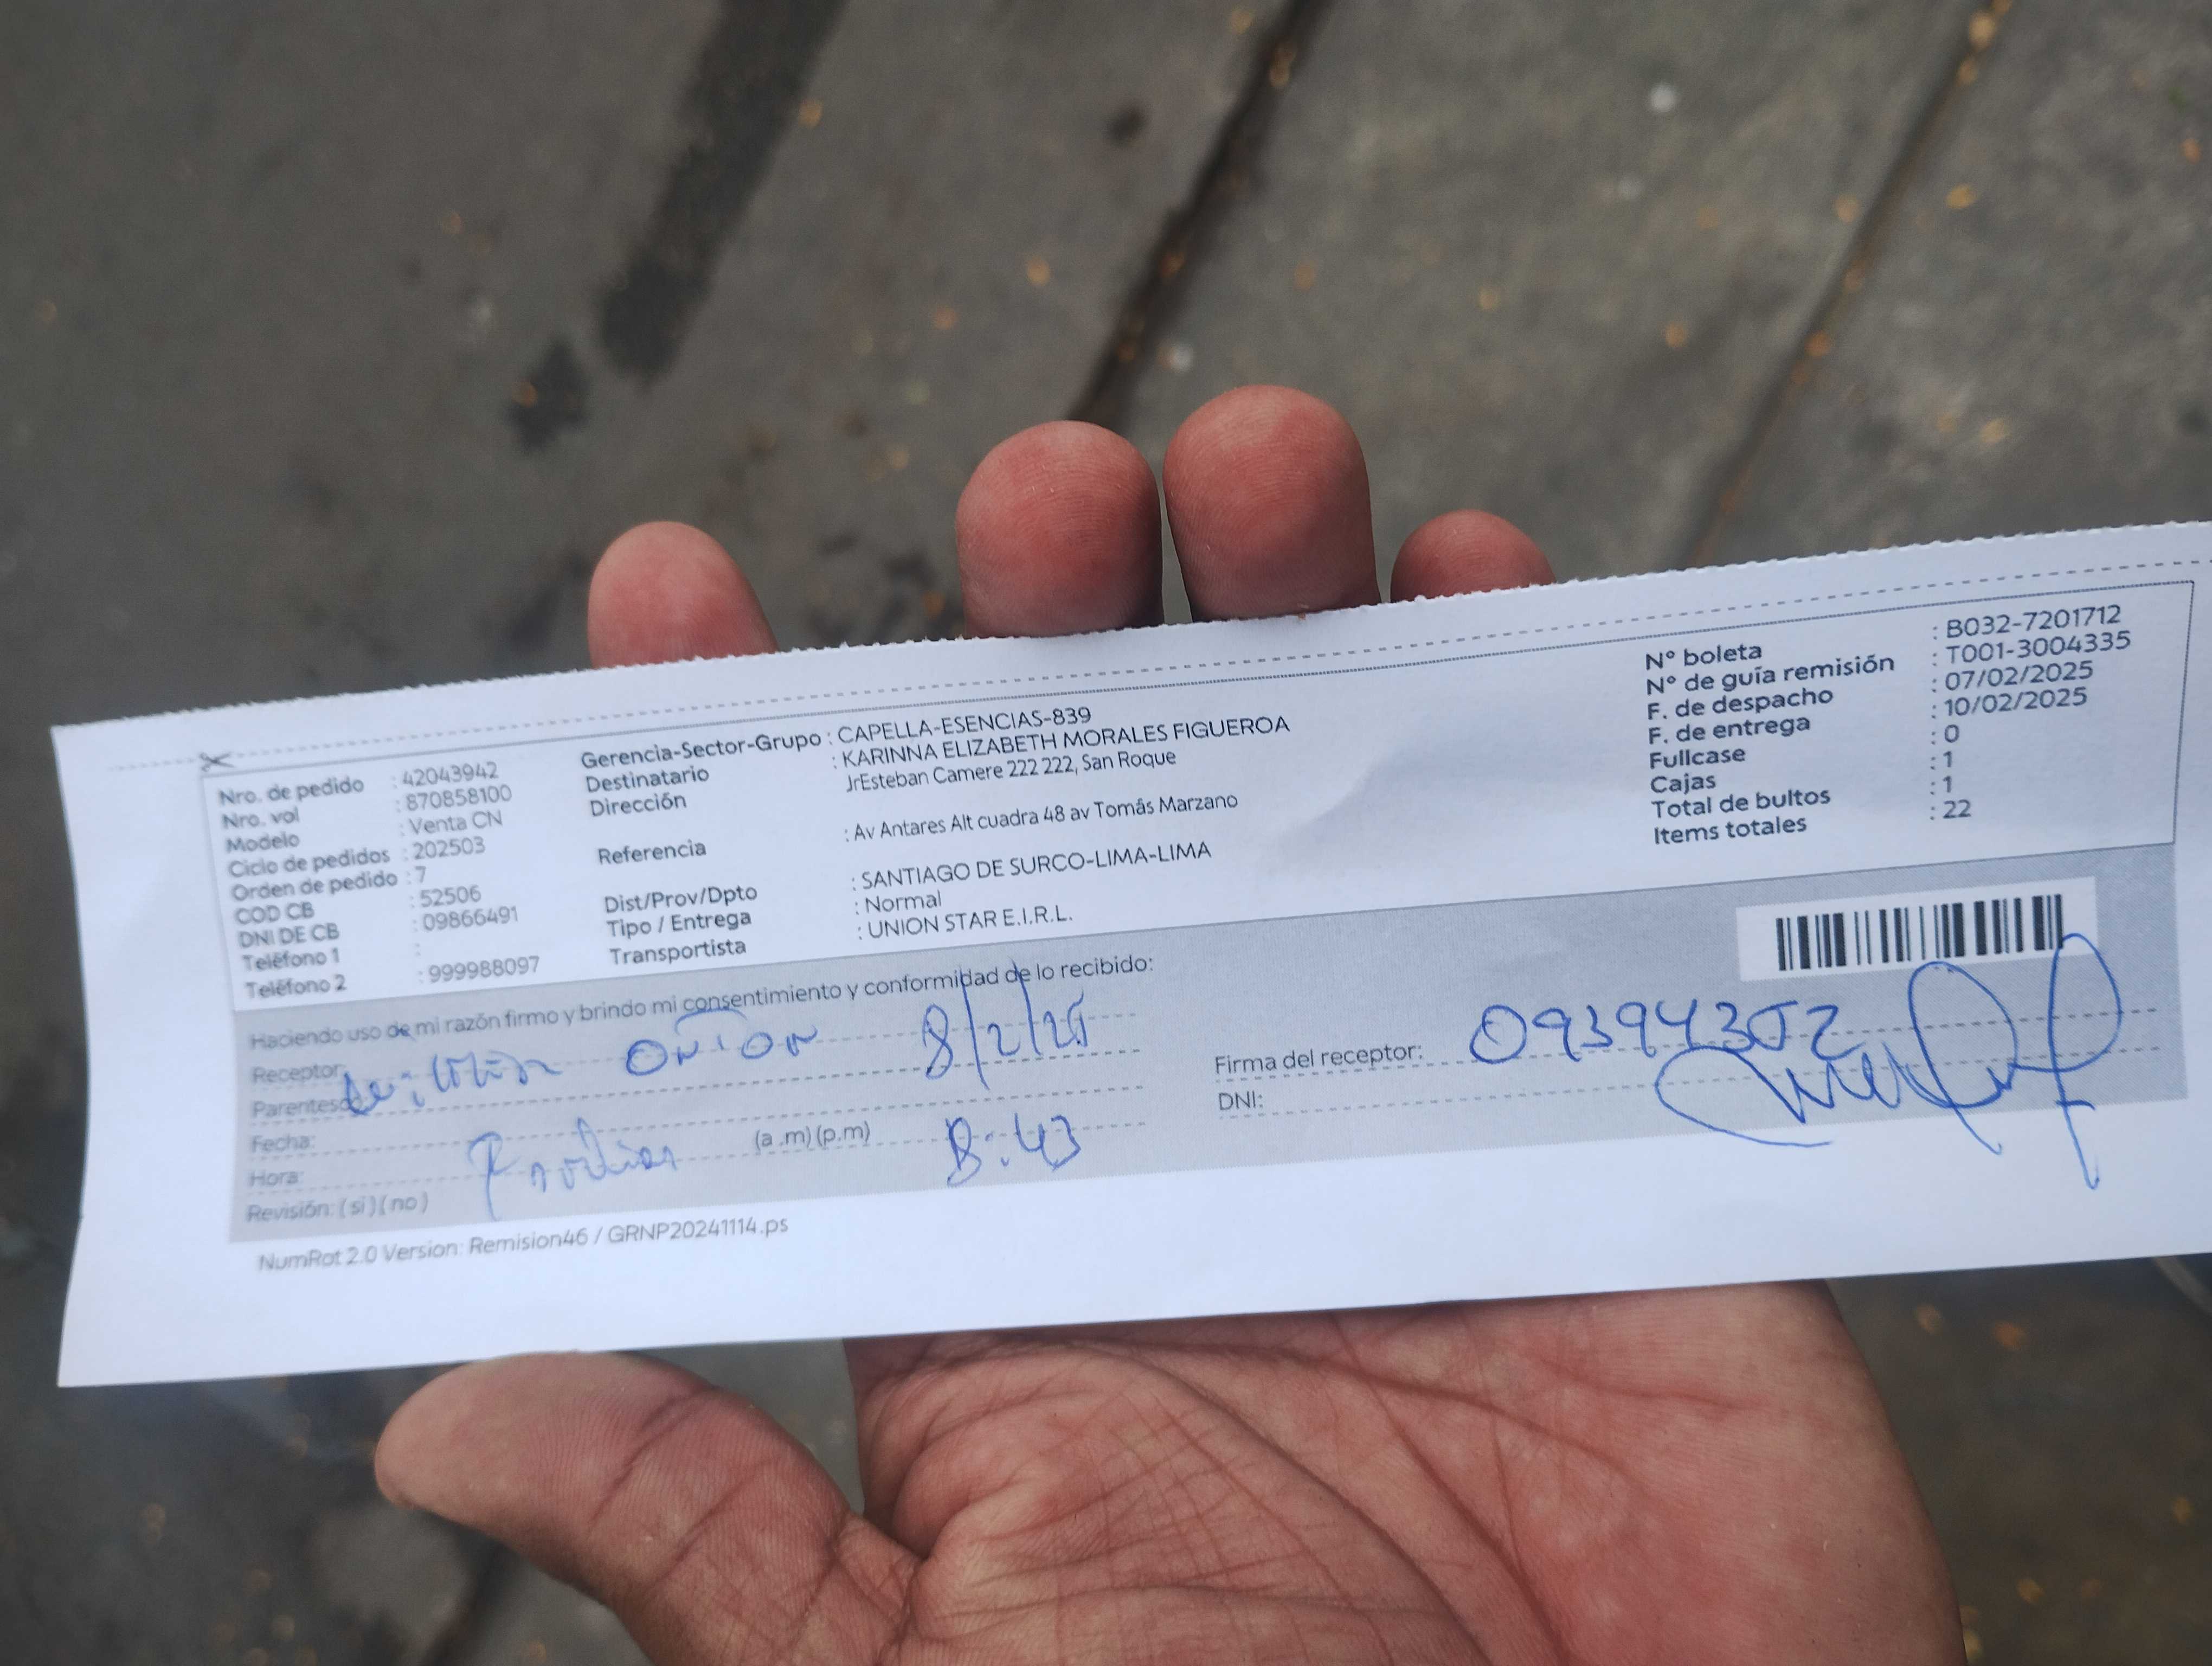 Nro. de pedido : 42043942
Nro. vol : 870858100
Modelo : Venta CN
Ciclo de pedidos : 202503
Orden de pedido : 7
COD CB : 52506
DNI DE CB : 09866491
Teléfono 1 :
Teléfono 2 : 999988097
Gerencia-Sector-Grupo : CAPELLA-ESENCIAS-839
Destinatario : KARINNA ELIZABETH MORALES FIGUEROA
Dirección JrEsteban Camere 222 222, San Roque
Referencia : Av Antares Alt cuadra 48 av Tomás Marzano
Dist/Prov/Dpto : SANTIAGO DE SURCO-LIMA-LIMA
Tipo / Entrega : Normal
Transportista : UNION STAR E.I.R.L.
N° boleta : B032-7201712
N° de guía remisión : T001-3004335
F. de despacho : 07/02/2025
F. de entrega : 10/02/2025
Fullcase : 0
Cajas : 1
Total de bultos : 1
Items totales : 22
Haciendo uso de mi razón firmo y brindo mi consentimiento y conformidad de lo recibido:
Receptor
Parentesco 8/2/25
Fecha:
Hora: (a .m) (p.m) 8:43
Revisión: ( si ) ( no )
Firma del receptor: 09394352
DNI:
NumRot 2.0 Version: Remision46 / GRNP20241114.ps